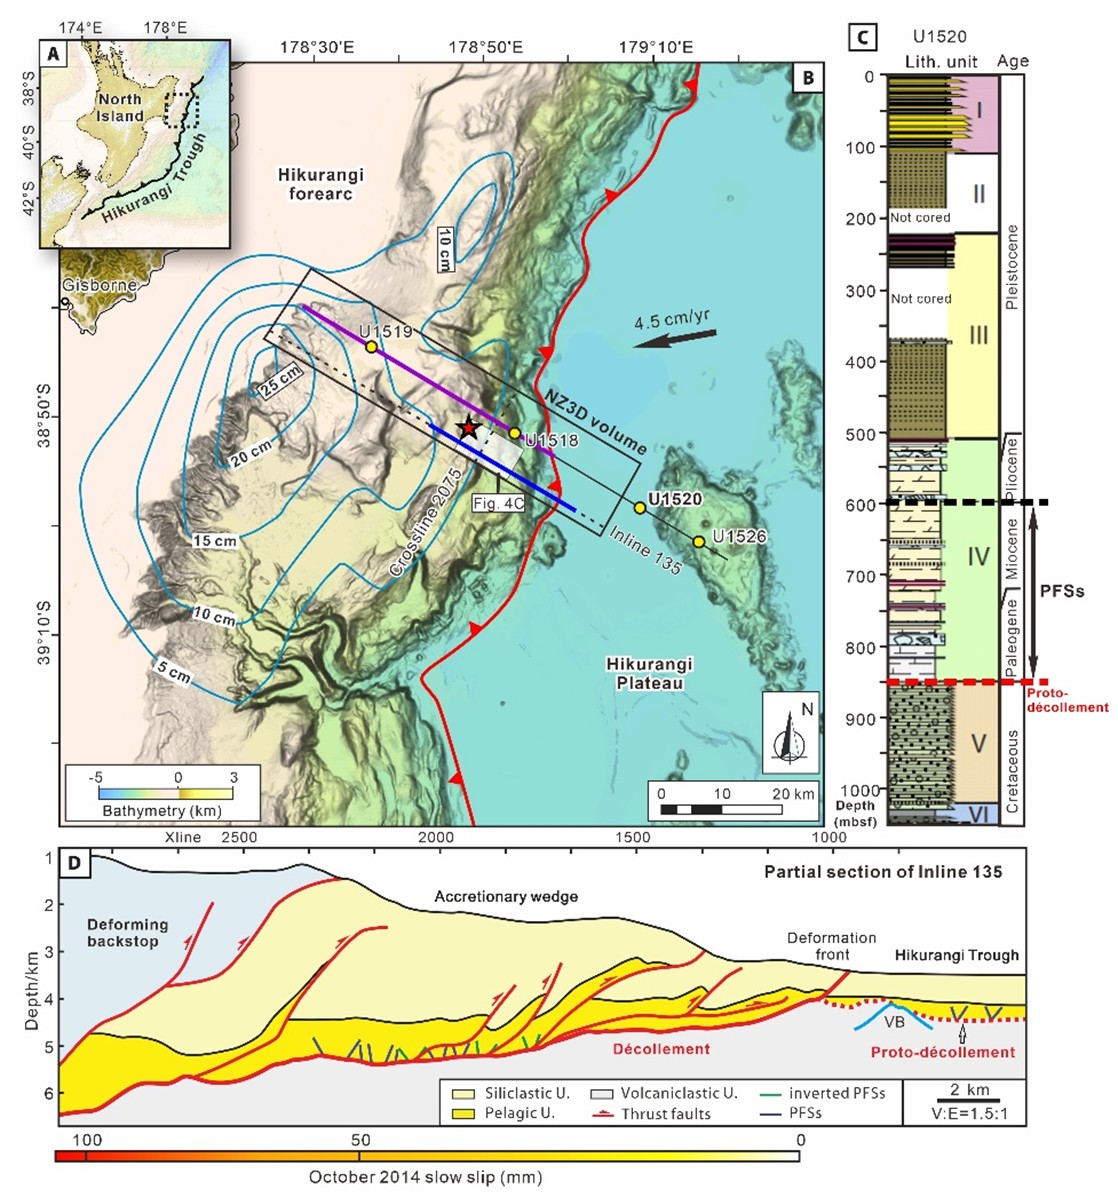 A
174°E 178°E
38°S
40°S
42°S
North
Island
Hikurangi Trough
B
178°30'E 178°50'E 179°10'E
38°50'S
39°10'S
Hikurangi
forearc
Gisborne
10 cm
4.5 cm/yr
U1519
25 cm
20 cm
NZ3D volume
U1518
Fig. 4C
Crossline 2075
U1520
U1526
Inline 135
15 cm
10 cm
5 cm
Hikurangi
Plateau
N
-5 0 3
Bathymetry (km)
0 10 20 km
C
U1520
Lith. unit Age
0
100
200
300
400
500
600
700
800
900
1000
Depth
(mbsf)
Not cored
Not cored
I
II
III
IV
V
VI
Pleistocene
Pliocene
Miocene
Paleogene
Cretaceous
PFSs
Proto-
décollement
Xline 2500 2000 1500 1000
D
Partial section of Inline 135
1
2
3
4
5
6
Depth/km
Deforming
backstop
Accretionary wedge
Deformation
front
Hikurangi Trough
VB
Décollement
Proto-décollement
Siliclastic U. Volcaniclastic U. inverted PFSs
Pelagic U. Thrust faults PFSs
2 km
V:E=1.5:1
100 50 0
October 2014 slow slip (mm)